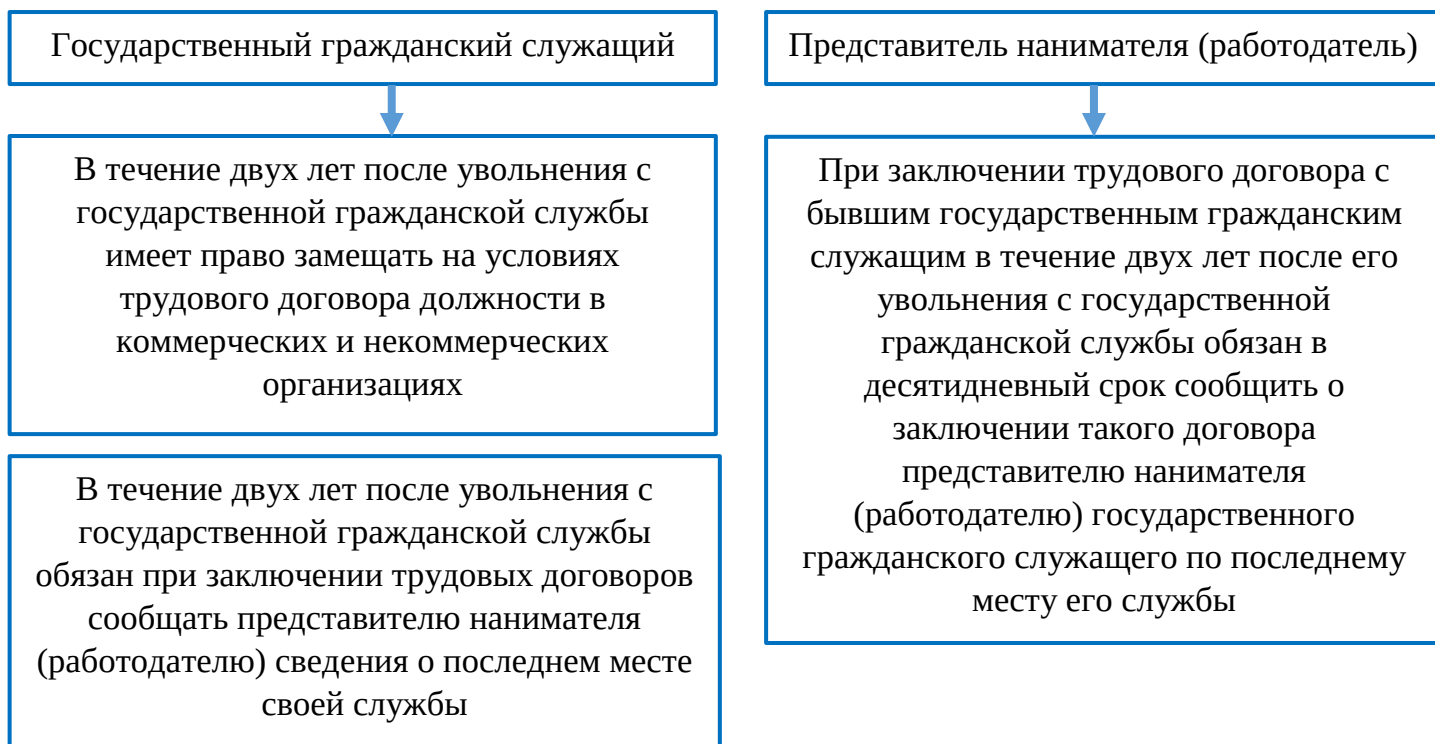 Государственный гражданский служащий
В течение двух лет после увольнения с
государственной гражданской службы
имеет право замещать на условиях
трудового договора должности в
коммерческих и некоммерческих
организациях
В течение двух лет после увольнения с
государственной гражданской службы
обязан при заключении трудовых договоров
сообщать представителю нанимателя
(работодателю) сведения о последнем месте
своей службы
Представитель нанимателя (работодатель)
При заключении трудового договора с
бывшим государственным гражданским
служащим в течение двух лет после его
увольнения с государственной
гражданской службы обязан в
десятидневный срок сообщить о
заключении такого договора
представителю нанимателя
(работодателю) государственного
гражданского служащего по последнему
месту его службы